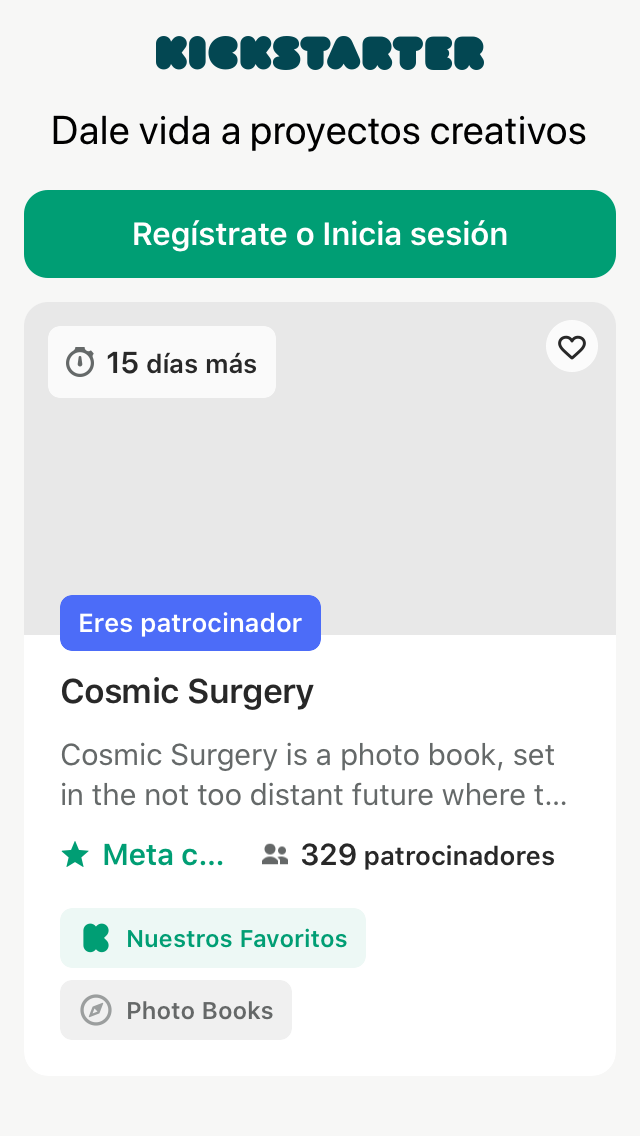 KICKSTARTER
Dale vida a proyectos creativos
Regístrate o Inicia sesión
15 días más
Eres patrocinador
Cosmic Surgery
Cosmic Surgery is a photo book, set
in the not too distant future where t...
Meta c... 329 patrocinadores
Nuestros Favoritos
Photo Books